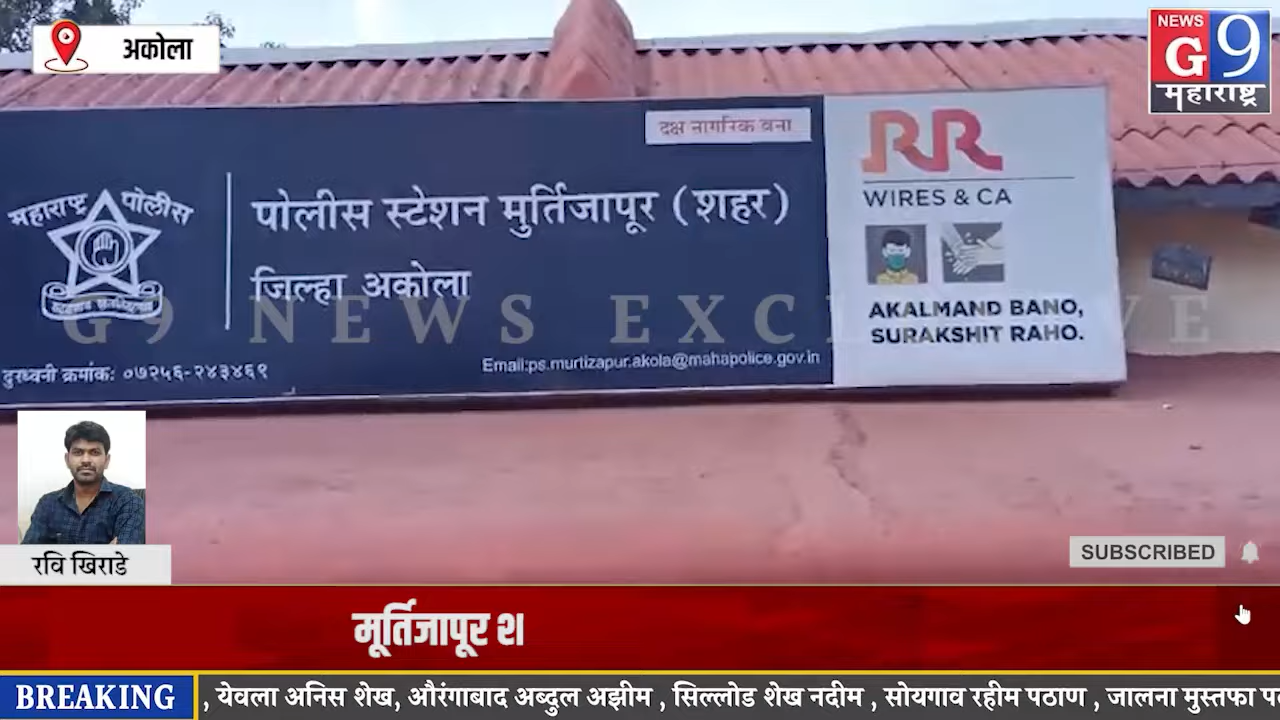 अकोला
NEWS
G9
महाराष्ट्र
दक्ष नागरिक बना
RR
WIRES & CA
महाराष्ट्र पोलीस
पोलीस स्टेशन मुर्तिजापूर (शहर)
जिल्हा अकोला
G9 NEWS EXC VE
AKALMAND BANO,
SURAKSHIT RAHO.
Email:ps.murtizapur.akola@mahapolice.gov.in
दुरध्वनी क्रमांक: ०७२५६-२४३४६९
रवि खिराडे
SUBSCRIBED
मूर्तिजापूर श
BREAKING , येवला अनिस शेख, औरंगाबाद अब्दुल अझीम , सिल्लोड शेख नदीम , सोयगाव रहीम पठाण , जालना मुस्तफा प